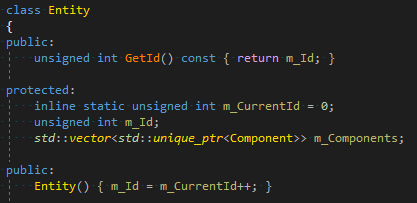 class Entity
{
public:
unsigned int GetId() const { return m_Id; }
protected:
inline static unsigned int m_CurrentId = 0;
unsigned int m_Id;
std::vector<std::unique_ptr<Component>> m_Components;
public:
Entity() { m_Id = m_CurrentId++; }